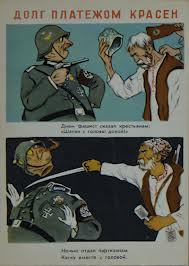 ДОЛГ ПЛАТЕЖОМ КРАСЕН
Днем фашист сказал крестьянам:
«Шапки с головы долой!»
Ночью отдал партизанам
Каску вместе с головой.